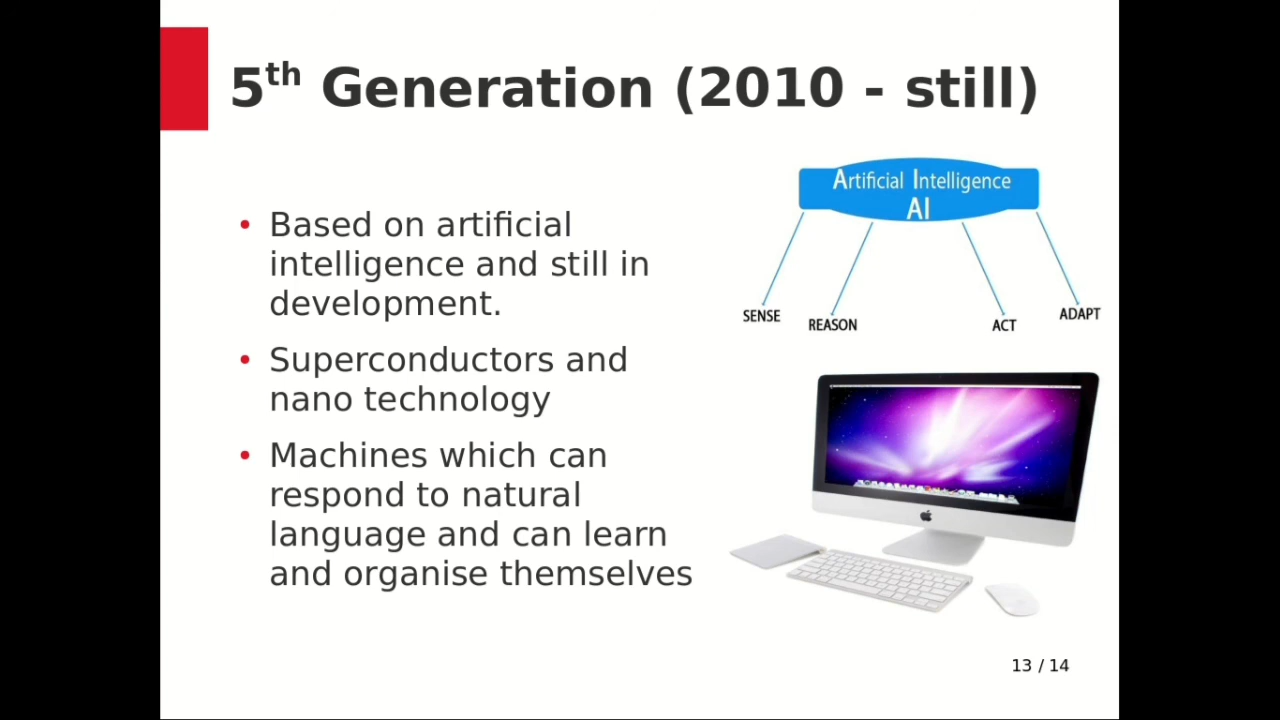 5th Generation (2010 - still)
• Based on artificial
intelligence and still in
development.
• Superconductors and
nano technology
• Machines which can
respond to natural
language and can learn
and organise themselves
Artificial Intelligence
AI
SENSE
REASON
ACT
ADAPT
13 / 14